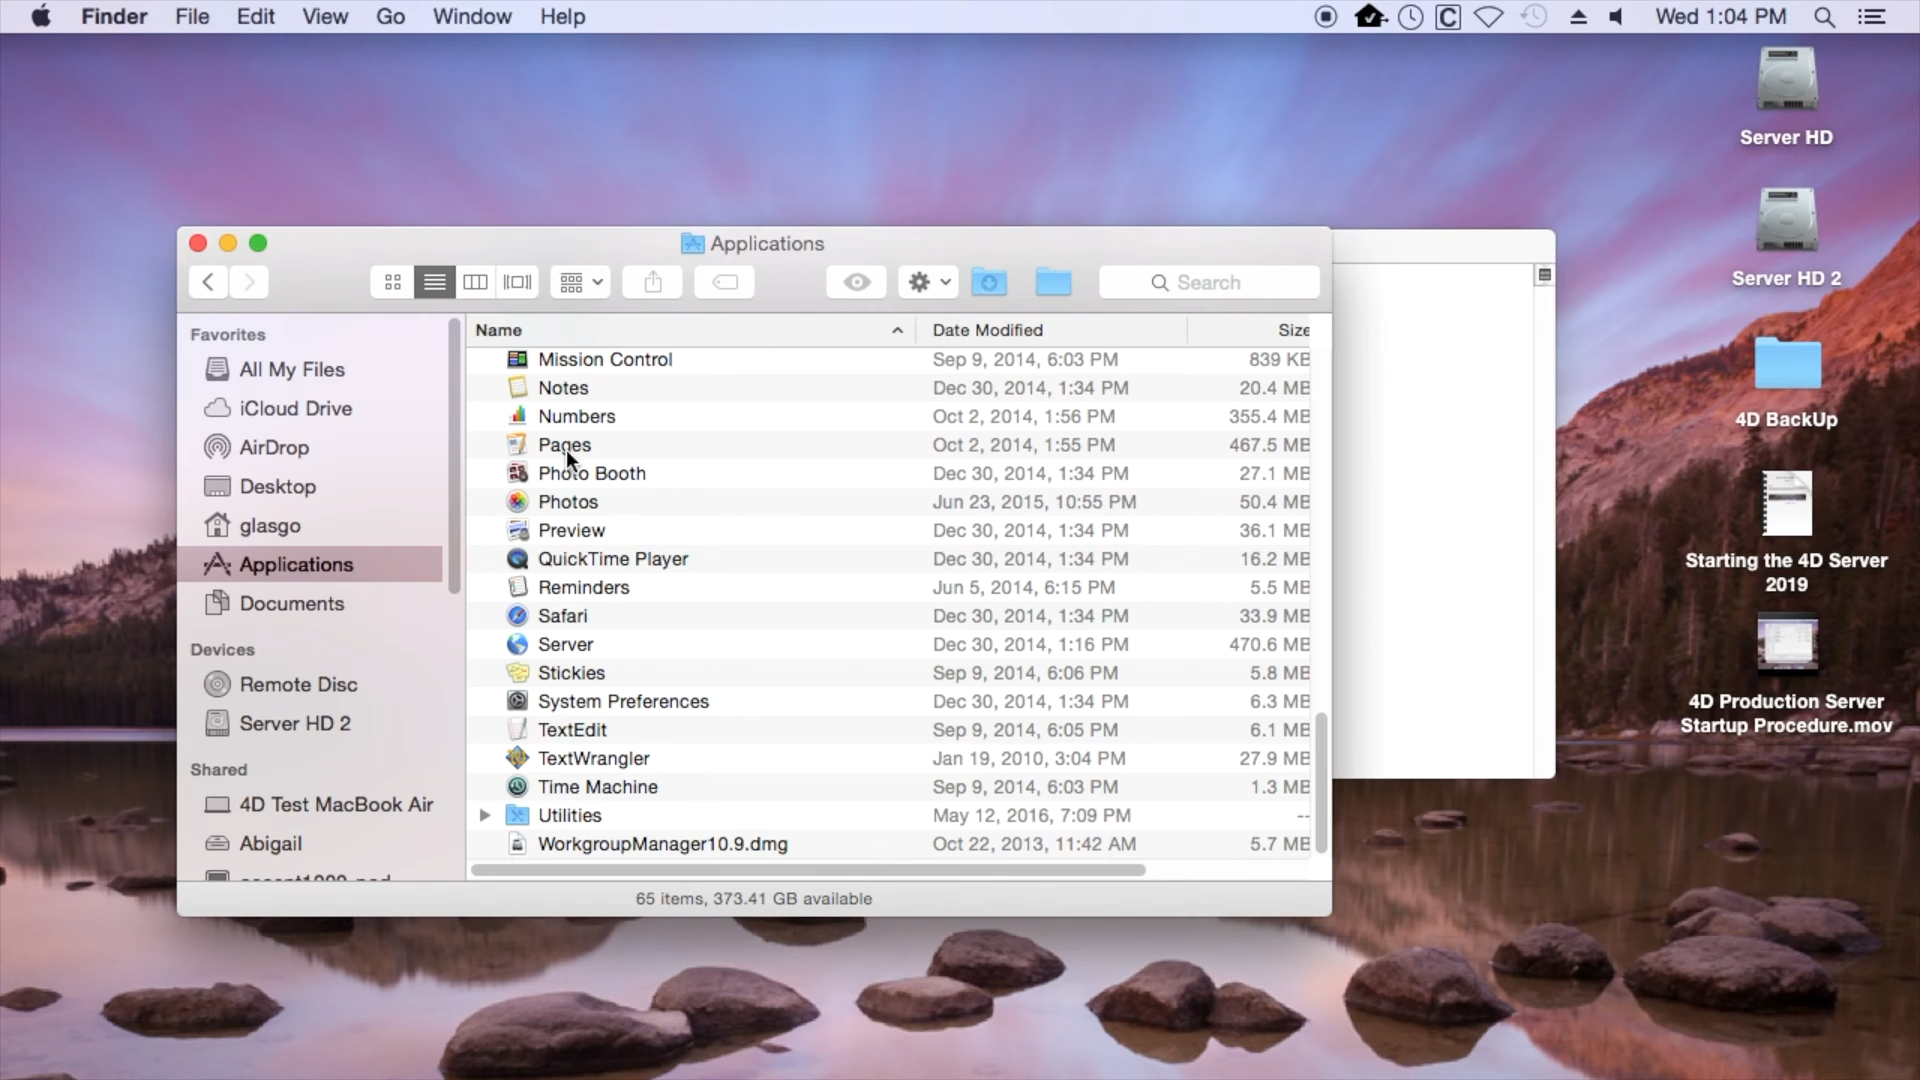 Finder File Edit View Go Window Help
C
Wed 1:04 PM
Server HD
Server HD 2
4D BackUp
Starting the 4D Server
2019
4D Production Server
Startup Procedure.mov
Applications
Search
Favorites
All My Files
iCloud Drive
AirDrop
Desktop
glasgo
Applications
Documents
Devices
Remote Disc
Server HD 2
Shared
4D Test MacBook Air
Abigail
Name Date Modified Size
Mission Control Sep 9, 2014, 6:03 PM 839 KB
Notes Dec 30, 2014, 1:34 PM 20.4 MB
Numbers Oct 2, 2014, 1:56 PM 355.4 MB
Pages Oct 2, 2014, 1:55 PM 467.5 MB
Photo Booth Dec 30, 2014, 1:34 PM 27.1 MB
Photos Jun 23, 2015, 10:55 PM 50.4 MB
Preview Dec 30, 2014, 1:34 PM 36.1 MB
QuickTime Player Dec 30, 2014, 1:34 PM 16.2 MB
Reminders Jun 5, 2014, 6:15 PM 5.5 MB
Safari Dec 30, 2014, 1:34 PM 33.9 MB
Server Dec 30, 2014, 1:16 PM 470.6 MB
Stickies Sep 9, 2014, 6:06 PM 5.8 MB
System Preferences Dec 30, 2014, 1:34 PM 6.3 MB
TextEdit Sep 9, 2014, 6:05 PM 6.1 MB
TextWrangler Jan 19, 2010, 3:04 PM 27.9 MB
Time Machine Sep 9, 2014, 6:03 PM 1.3 MB
Utilities May 12, 2016, 7:09 PM --
WorkgroupManager10.9.dmg Oct 22, 2013, 11:42 AM 5.7 MB
65 items, 373.41 GB available